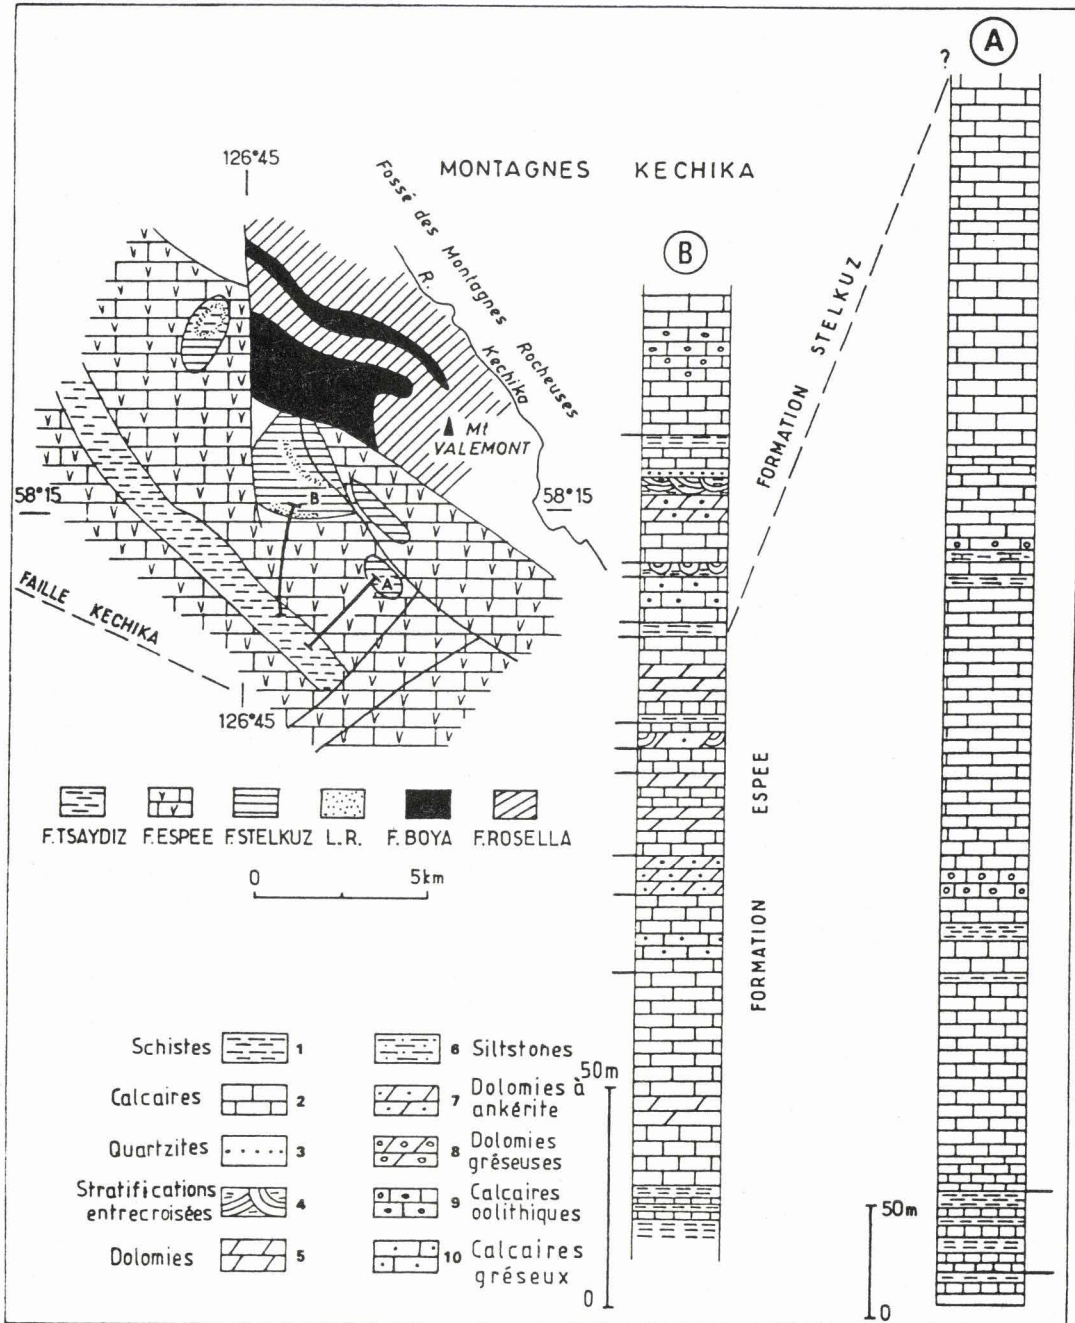 A
?
126°45
MONTAGNES KECHIKA
Fossé des Montagnes Rocheuses
R. Kechika
B
FORMATION STELKUZ
Mt
VALEMONT
B
58°15
58°15
A
FAILLE KECHIKA
126°45
FORMATION ESPEE
F.TSAYDIZ F.ESPEE F.STELKUZ L.R. F.BOYA F.ROSELLA
0 5km
Schistes 1
Calcaires 2
Quartzites 3
Stratifications
entrecroisées 4
Dolomies 5
6 Siltstones
7 Dolomies à
ankérite
8 Dolomies
gréseuses
9 Calcaires
oolithiques
10 Calcaires
gréseux
50m
0
50m
0